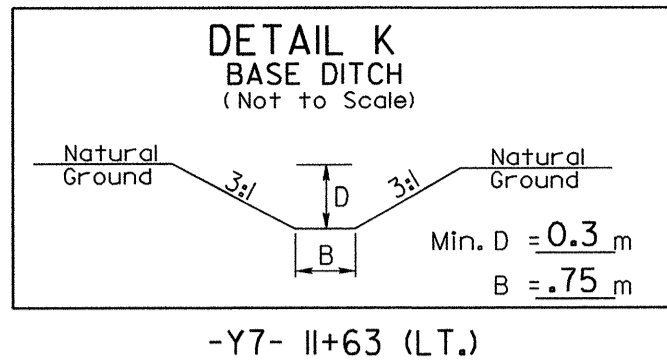 DETAIL K
BASE DITCH
(Not to Scale)
Natural
Ground
3:1
D
3:1
Natural
Ground
B
Min. D = 0.3 m
B = .75 m
-Y7- 11+63 (LT.)